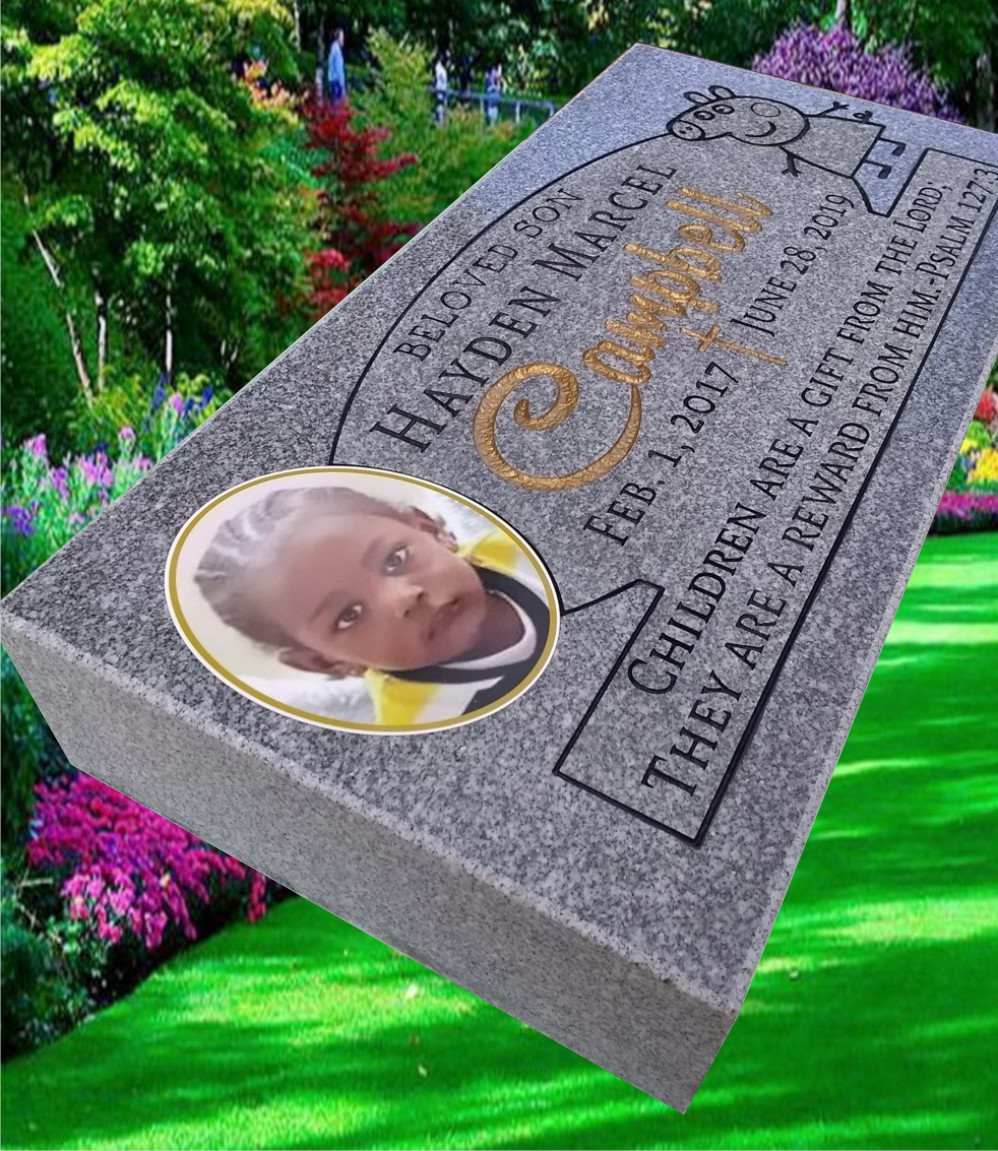 BELOVED SON
HAYDEN MARCEL
Campbell
FEB. 1, 2017 † JUNE 28, 2019
CHILDREN ARE A GIFT FROM THE LORD,
THEY ARE A REWARD FROM HIM.-PSALM 127:3